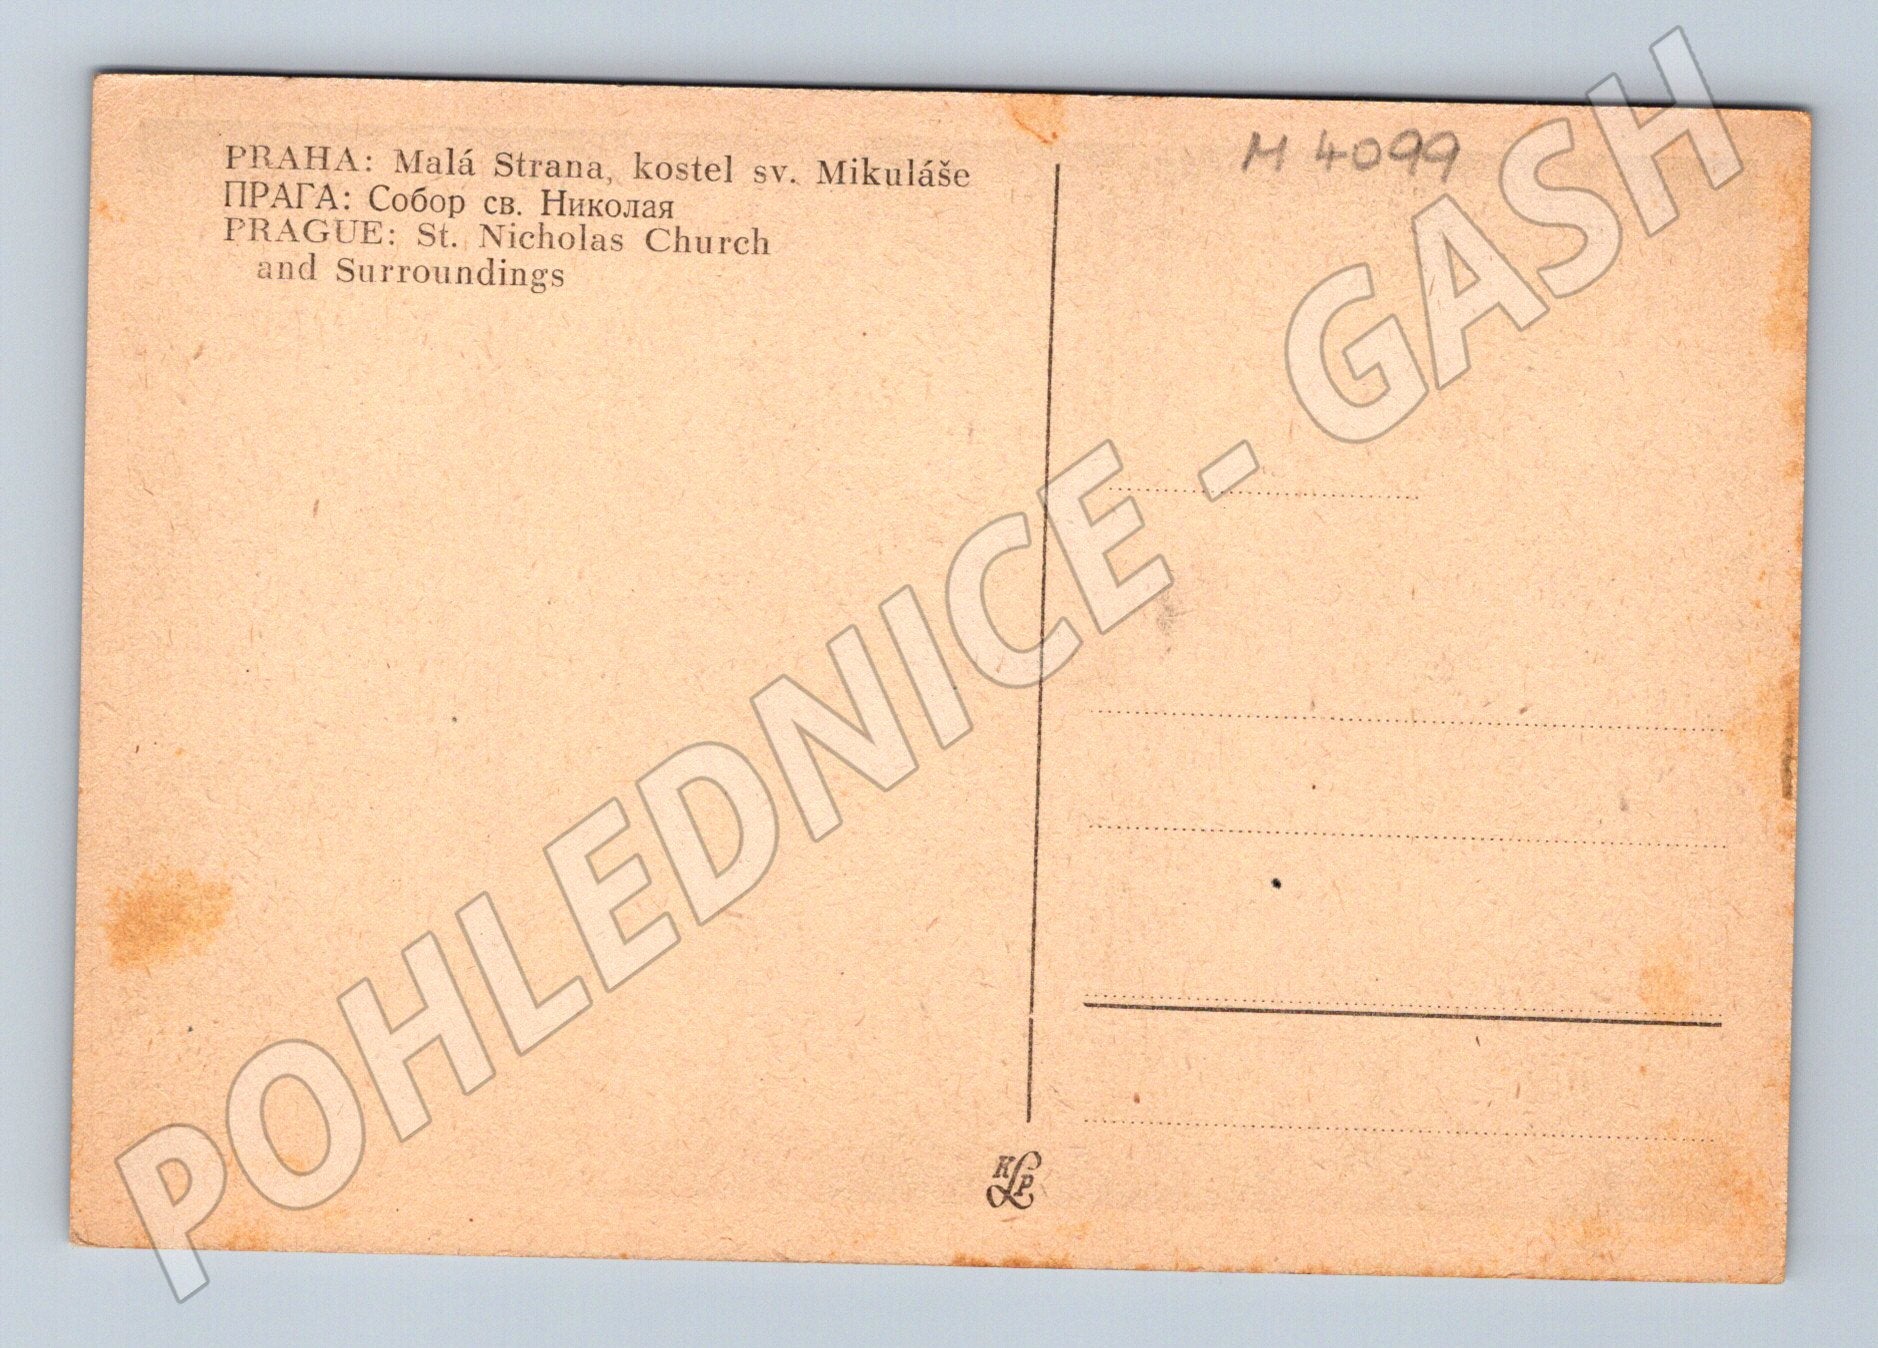 PRAHA: Malá Strana, kostel sv. Mikuláše
ПРАГА: Собор св. Николая
PRAGUE: St. Nicholas Church
and Surroundings
M 4099
POHLEDNICE - GASH
KLP